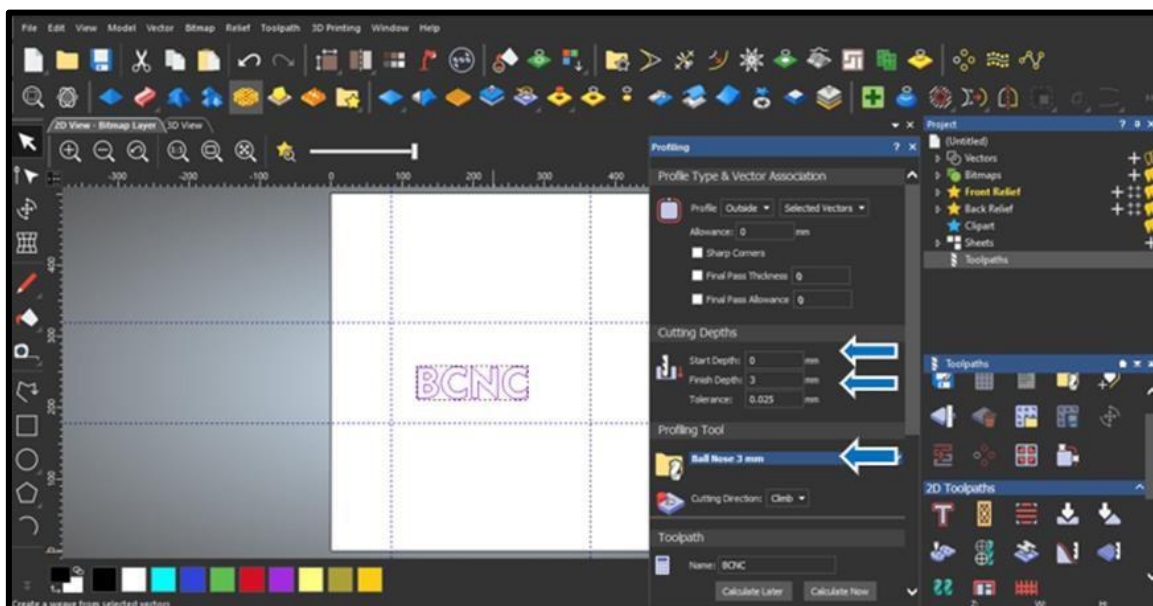 File Edit View Model Vector Bitmap Relief Toolpath 3D Printing Window Help
2D View - Bitmap Layer 3D View
-300 -200 -100 0 100 200 300 400
400
300
200
100
0
BCNC
Profiling
Profile Type & Vector Association
Profile Outside Selected Vectors
Allowance: 0 mm
Sharp Corners
Final Pass Thickness 0
Final Pass Allowance 0
Cutting Depths
Start Depth: 0 mm
Finish Depth: 3 mm
Tolerance: 0.025 mm
Profiling Tool
Ball Nose 3 mm
Cutting Direction: Climb
Toolpath
Name: BCNC
Calculate Later Calculate Now
Project
(Untitled)
Vectors
Bitmaps
Front Relief
Back Relief
Clipart
Sheets
Toolpaths
Toolpaths
2D Toolpaths
Create a weave from selected vectors
Z: W: H: